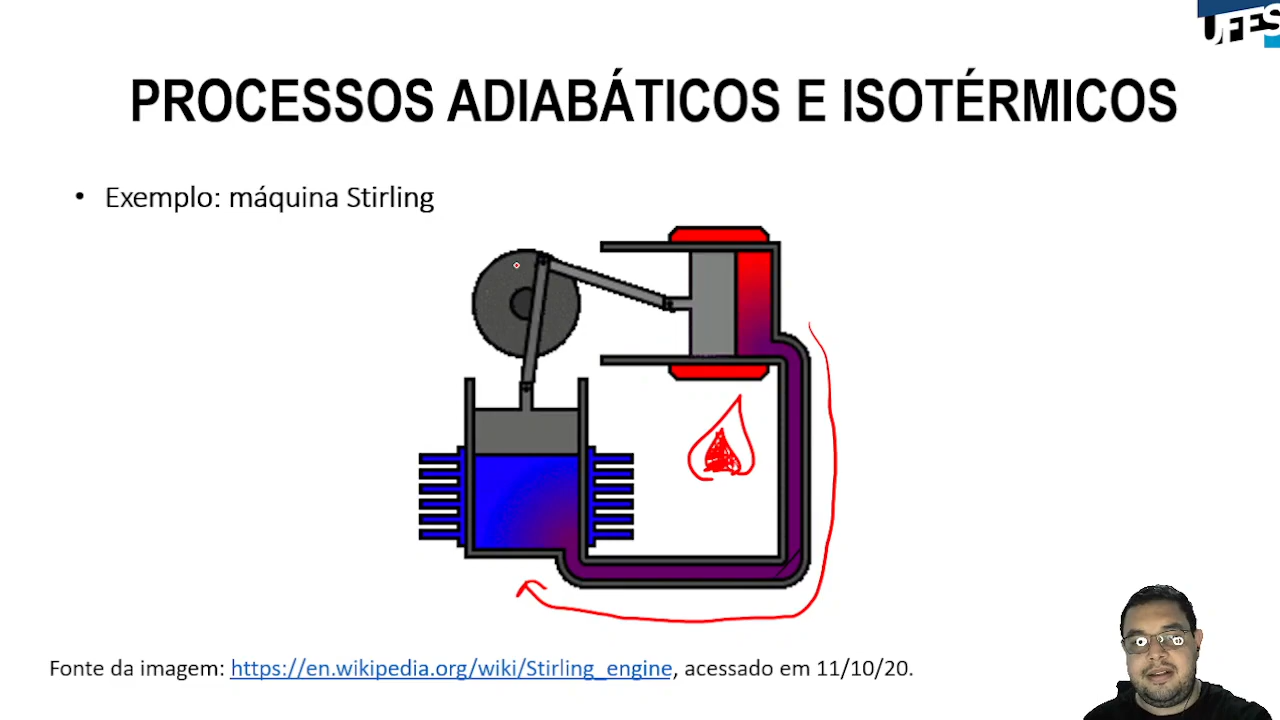 UFES
PROCESSOS ADIABÁTICOS E ISOTÉRMICOS
• Exemplo: máquina Stirling
Fonte da imagem: https://en.wikipedia.org/wiki/Stirling_engine, acessado em 11/10/20.